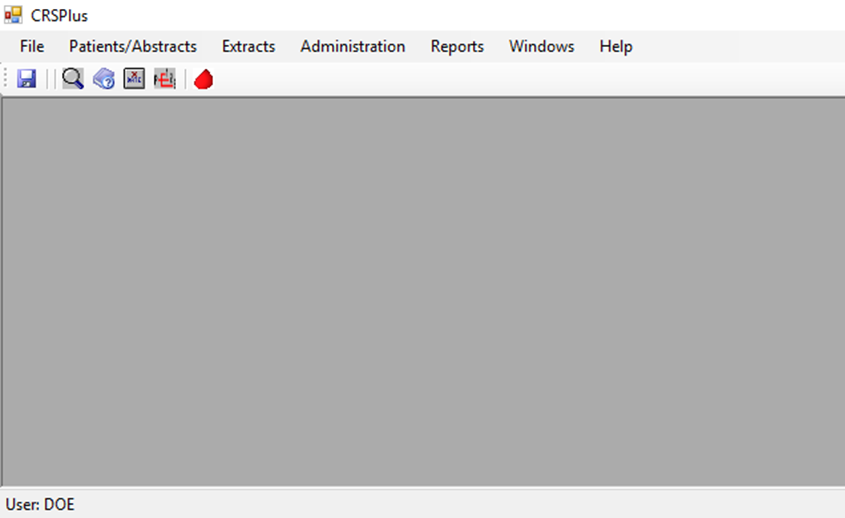 CRSPlus
File Patients/Abstracts Extracts Administration Reports Windows Help
User: DOE